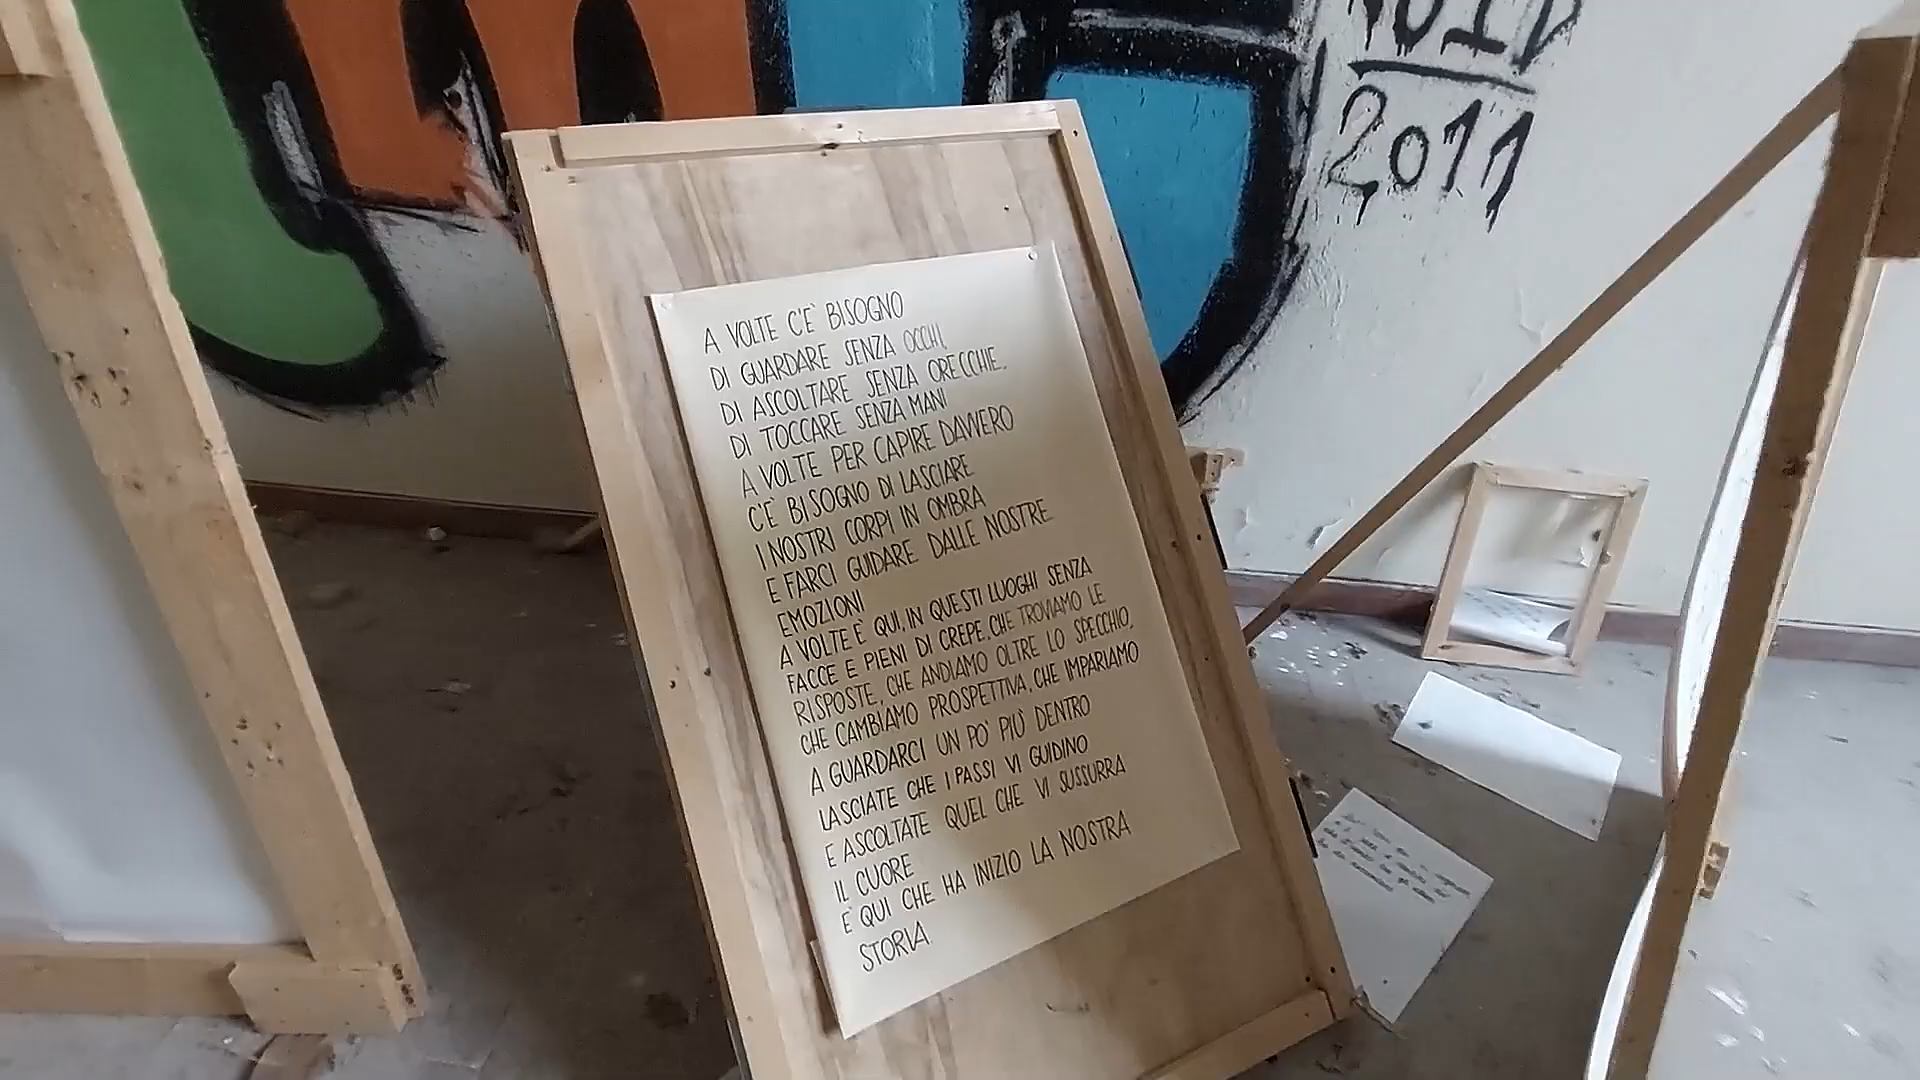 2011
A VOLTE C'È BISOGNO
DI GUARDARE SENZA OCCHI,
DI ASCOLTARE SENZA ORECCHIE,
DI TOCCARE SENZA MANI
A VOLTE PER CAPIRE DAVVERO
C'È BISOGNO DI LASCIARE
I NOSTRI CORPI IN OMBRA
E FARCI GUIDARE DALLE NOSTRE
EMOZIONI
A VOLTE È QUI, IN QUESTI LUOGHI SENZA
FACCE E PIENI DI CREPE, CHE TROVIAMO LE
RISPOSTE, CHE ANDIAMO OLTRE LO SPECCHIO,
CHE CAMBIAMO PROSPETTIVA, CHE IMPARIAMO
A GUARDARCI UN PO' PIÙ DENTRO
LASCIATE CHE I PASSI VI GUIDINO
E ASCOLTATE QUEL CHE VI SUSSURRA
IL CUORE
E' QUI CHE HA INIZIO LA NOSTRA
STORIA.